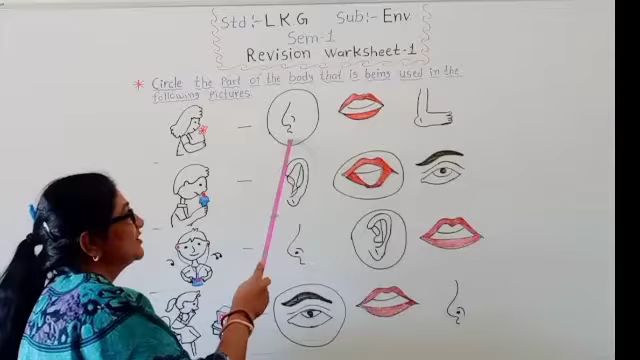 Std:- L K G Sub:- Env
Sem-1
Revision Worksheet-1
* Circle the part of the body that is being used in the
following pictures.